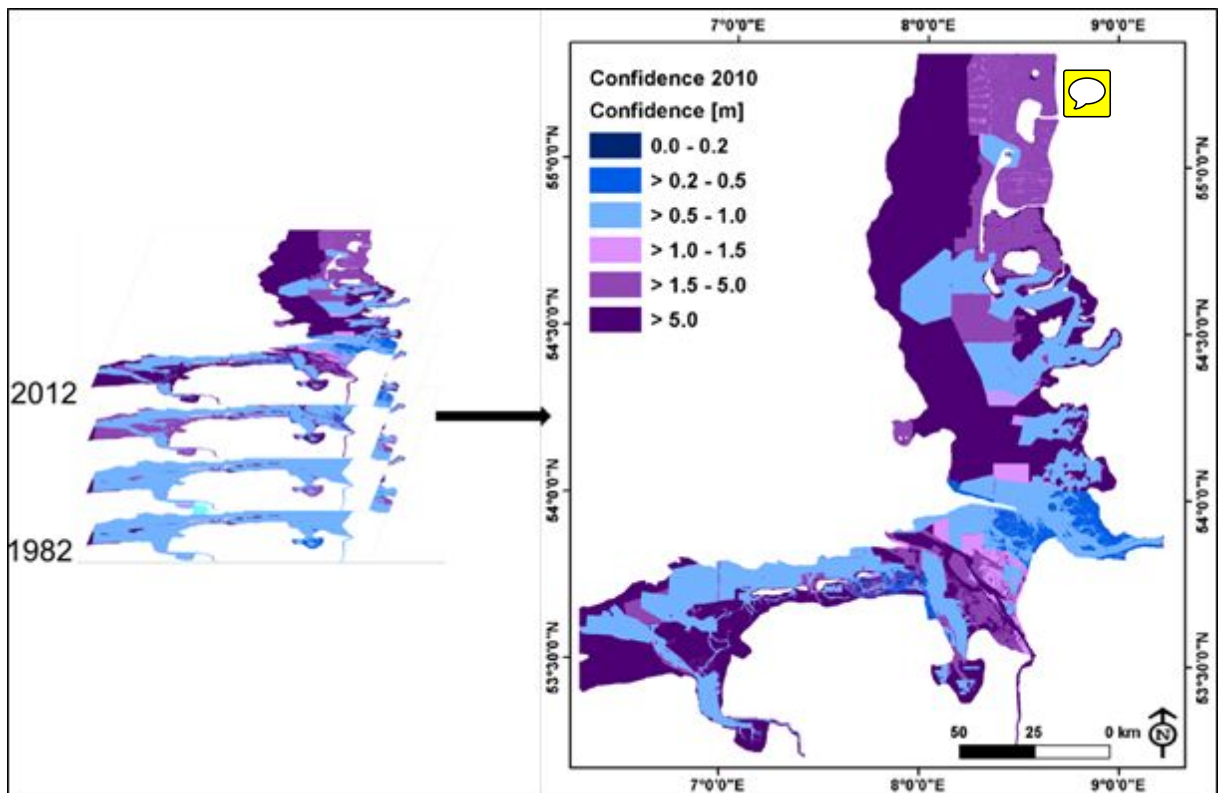 7°0'0"E 8°0'0"E 9°0'0"E
Confidence 2010
Confidence [m]
0.0 - 0.2
> 0.2 - 0.5
> 0.5 - 1.0
> 1.0 - 1.5
> 1.5 - 5.0
> 5.0
55°0'0"N
54°30'0"N
54°0'0"N
53°30'0"N
55°0'0"N
54°30'0"N
54°0'0"N
53°30'0"N
2012
1982
50 25 0 km
N
7°0'0"E 8°0'0"E 9°0'0"E